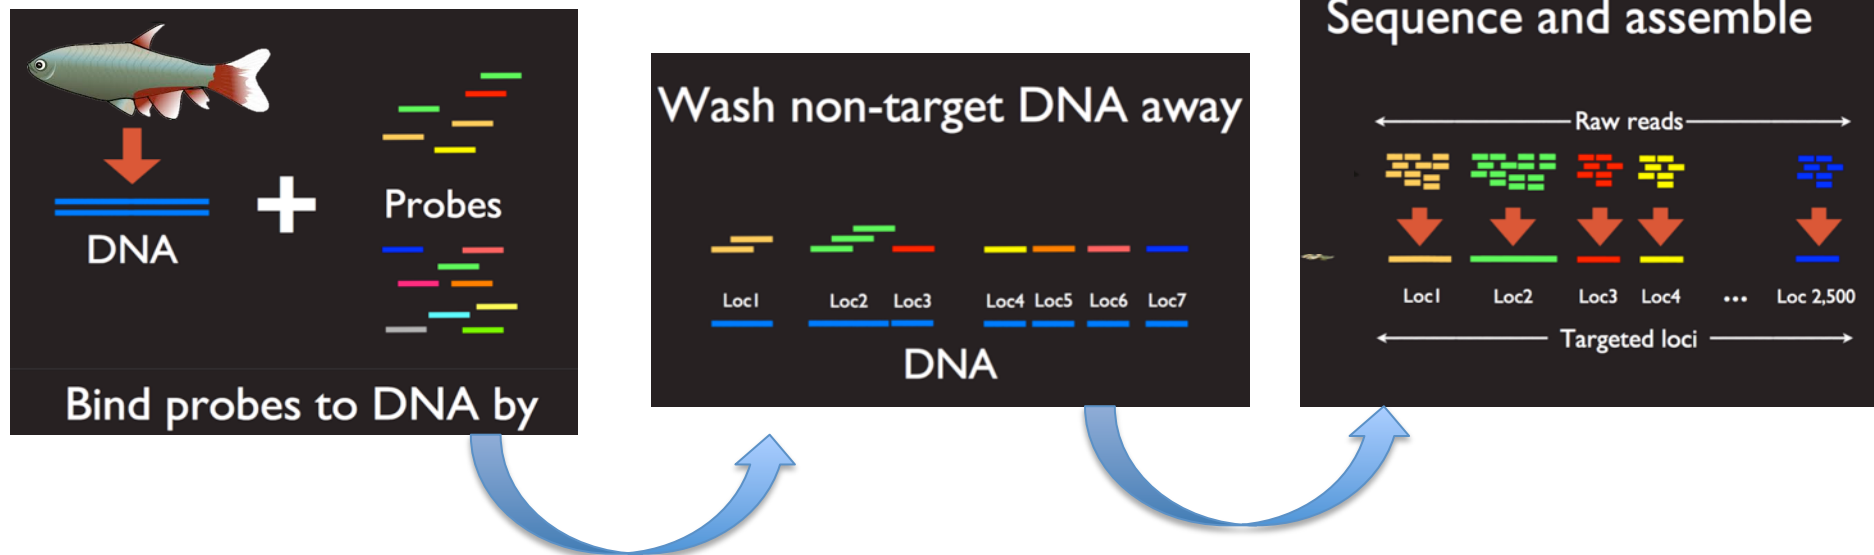 Probes
DNA
Bind probes to DNA by
Wash non-target DNA away
Loc1 Loc2 Loc3 Loc4 Loc5 Loc6 Loc7
DNA
Sequence and assemble
Raw reads
Loc1 Loc2 Loc3 Loc4 ... Loc 2,500
Targeted loci